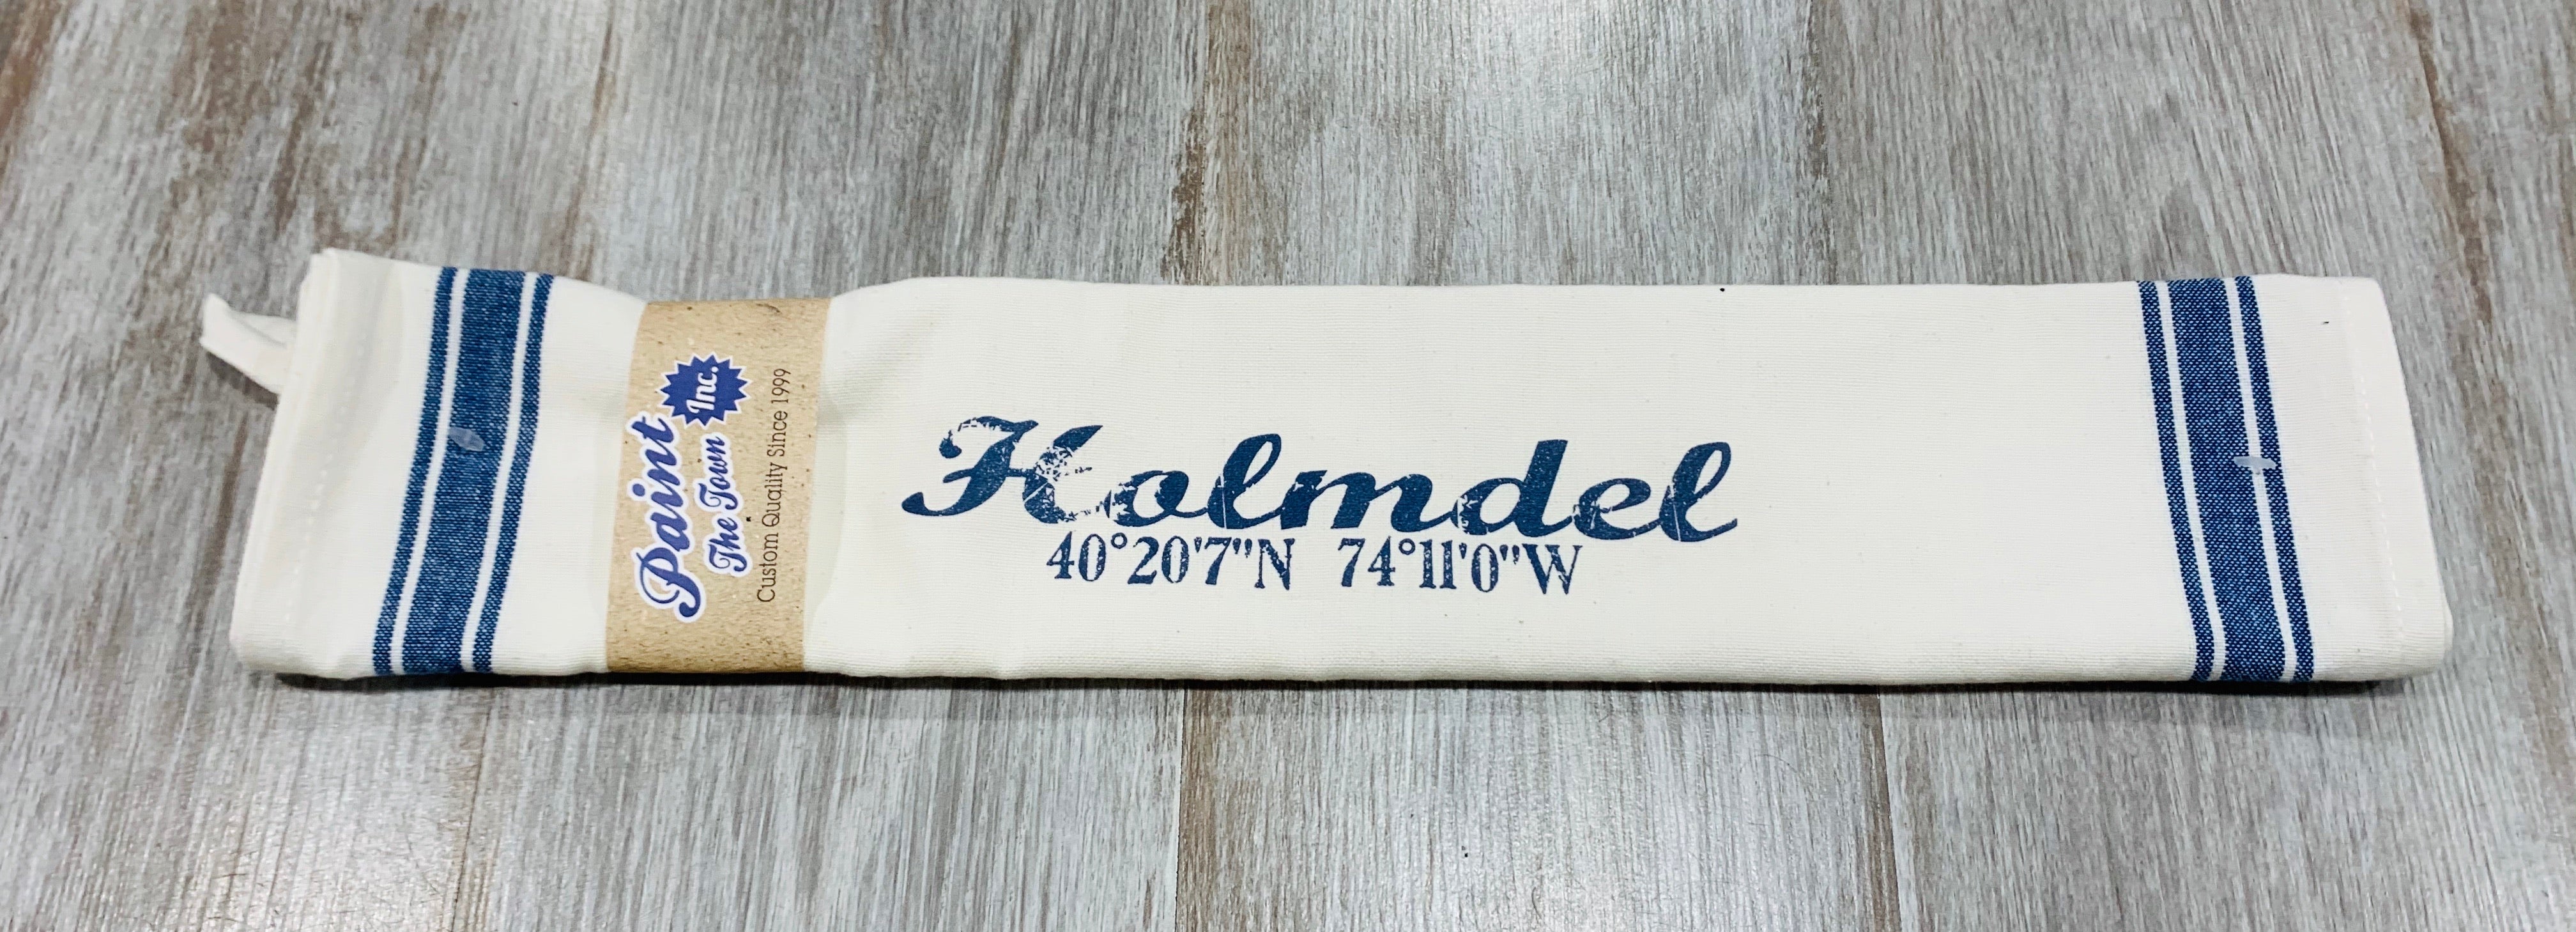 Paint
The Town Inc.
Custom Quality Since 1999
Holmdel
40°20'7"N 74°11'0"W